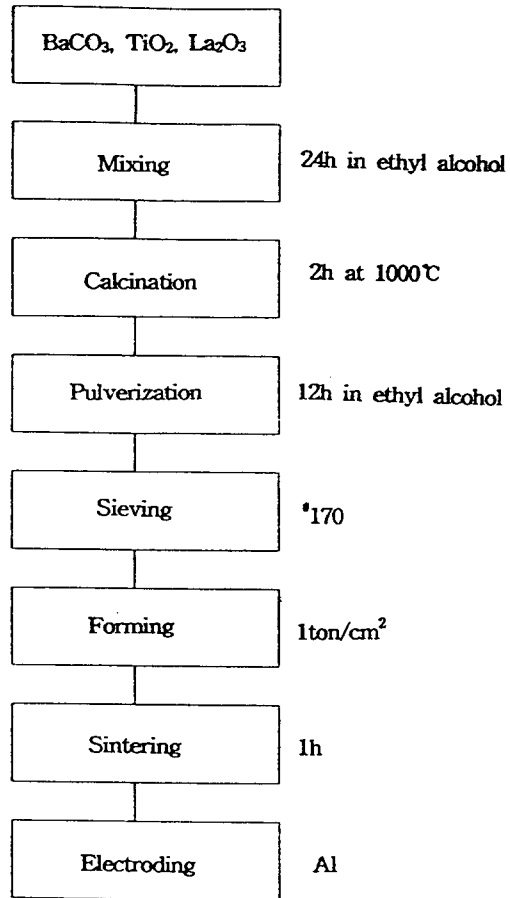 BaCO₃, TiO₂, La₂O₃
Mixing 24h in ethyl alcohol
Calcination 2h at 1000℃
Pulverization 12h in ethyl alcohol
Sieving #170
Forming 1ton/cm²
Sintering 1h
Electroding Al